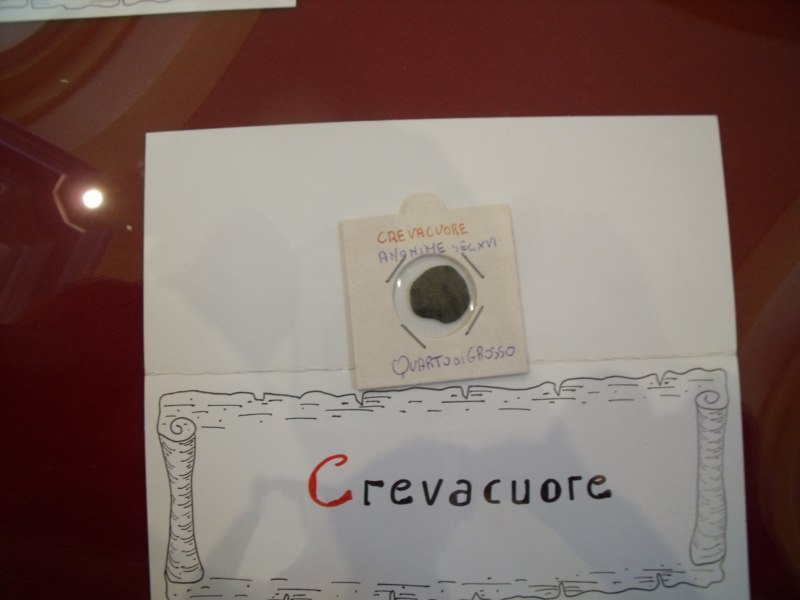 CREVACUORE
ANONIME SEC XVI
QUARTO DI GROSSO
Crevacuore